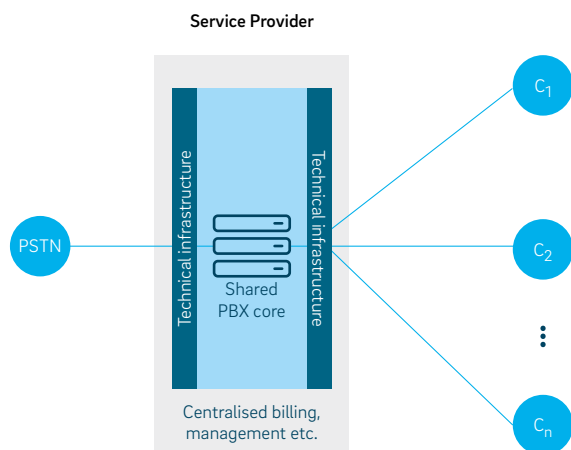 Service Provider
PSTN
Technical infrastructure
Shared
PBX core
Technical infrastructure
Centralised billing,
management etc.
C1
C2
Cn